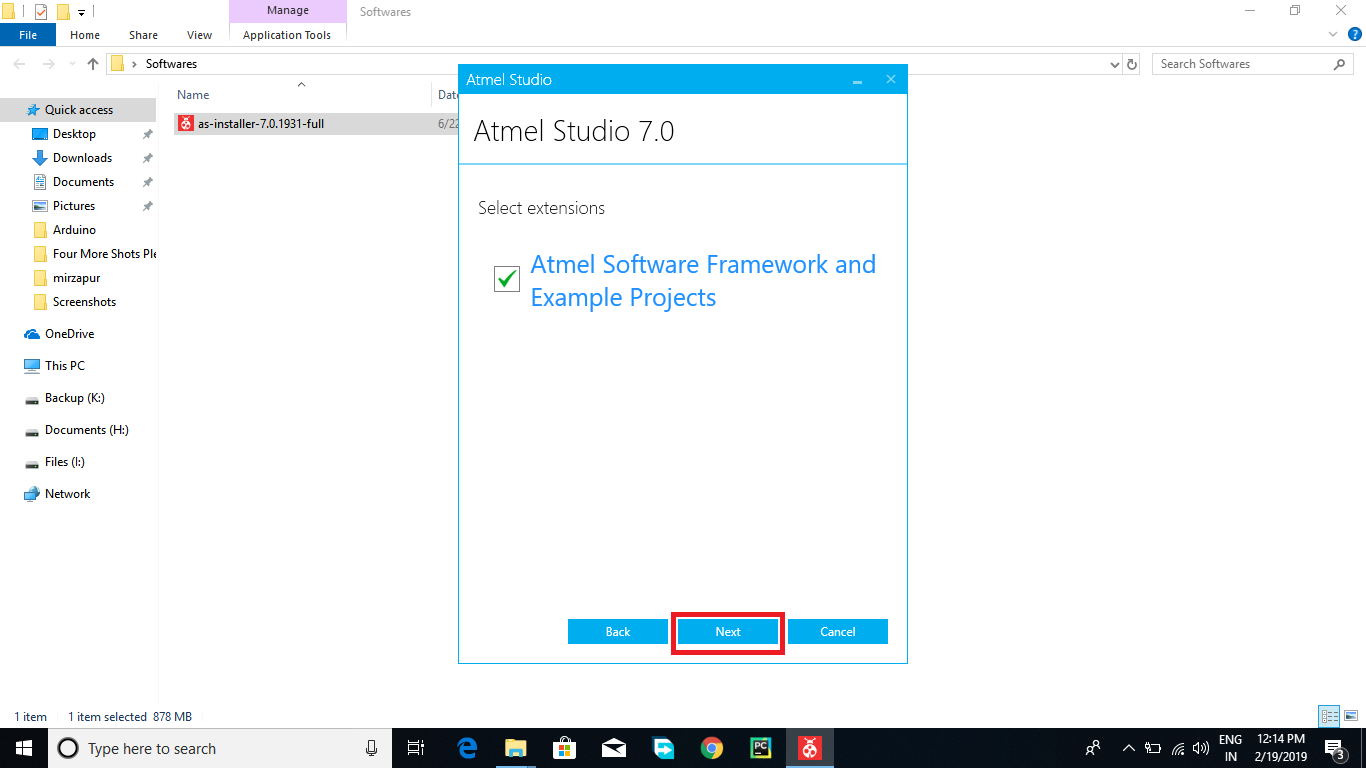 Manage
Softwares
File
Home
Share
View
Application Tools
Softwares
Search Softwares
Name
Date
as-installer-7.0.1931-full
6/22
Quick access
Desktop
Downloads
Documents
Pictures
Arduino
Four More Shots Ple
mirzapur
Screenshots
OneDrive
This PC
Backup (K:)
Documents (H:)
Files (I:)
Network
Atmel Studio
Atmel Studio 7.0
Select extensions
Atmel Software Framework and
Example Projects
Back
Next
Cancel
1 item
1 item selected 878 MB
Type here to search
PC
ENG
IN
12:14 PM
2/19/2019
3